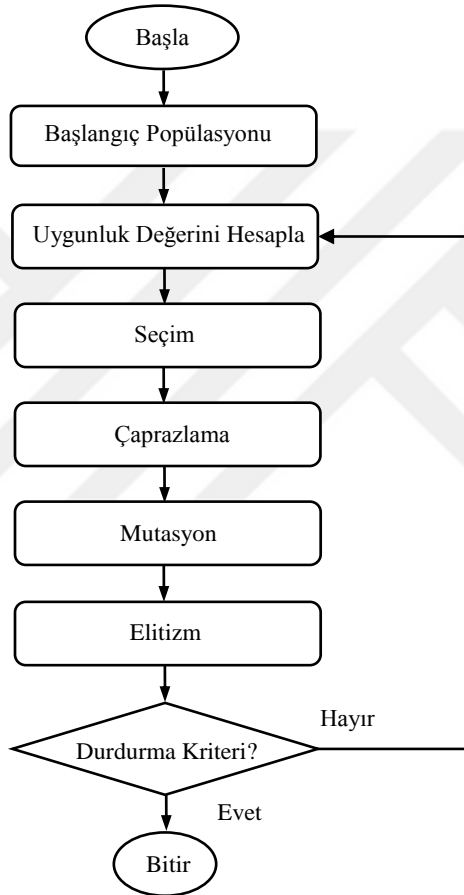 Başla
Başlangıç Popülasyonu
Uygunluk Değerini Hesapla
Seçim
Çaprazlama
Mutasyon
Elitizm
Hayır
Durdurma Kriteri?
Evet
Bitir